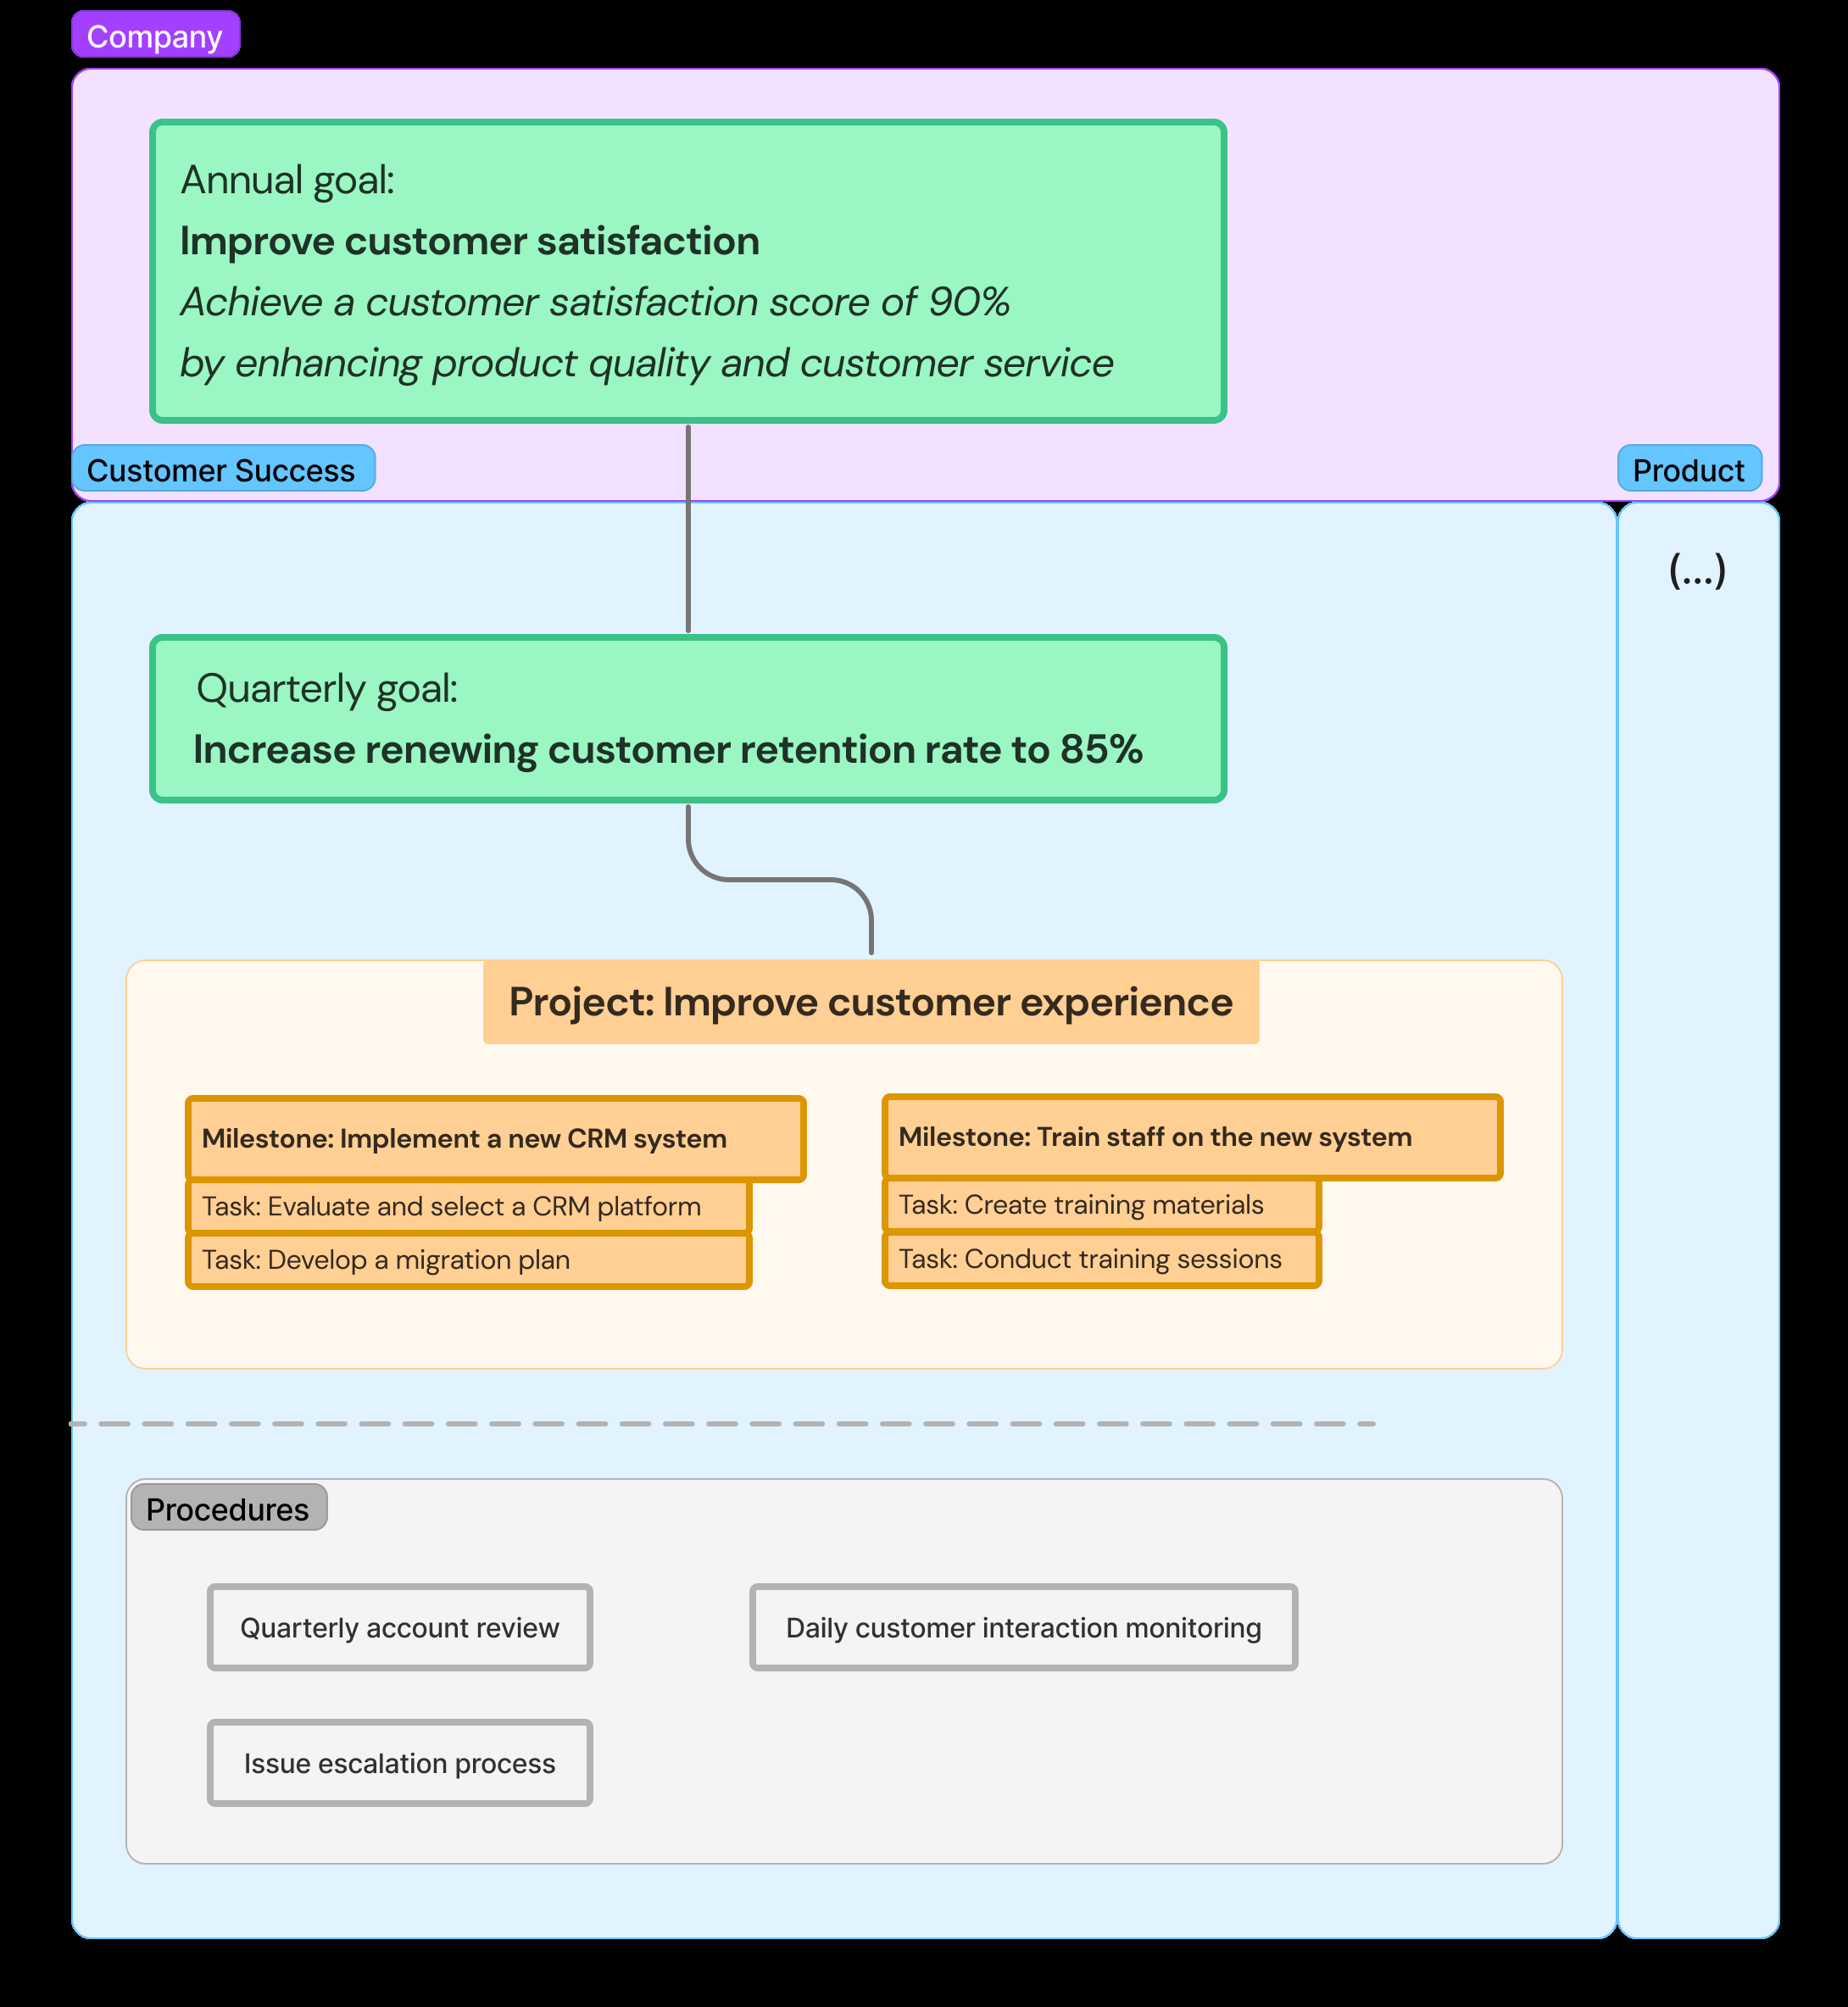 Company
Annual goal:
Improve customer satisfaction
Achieve a customer satisfaction score of 90%
by enhancing product quality and customer service
Customer Success
Product
(...)
Quarterly goal:
Increase renewing customer retention rate to 85%
Project: Improve customer experience
Milestone: Implement a new CRM system
Task: Evaluate and select a CRM platform
Task: Develop a migration plan
Milestone: Train staff on the new system
Task: Create training materials
Task: Conduct training sessions
Procedures
Quarterly account review
Daily customer interaction monitoring
Issue escalation process